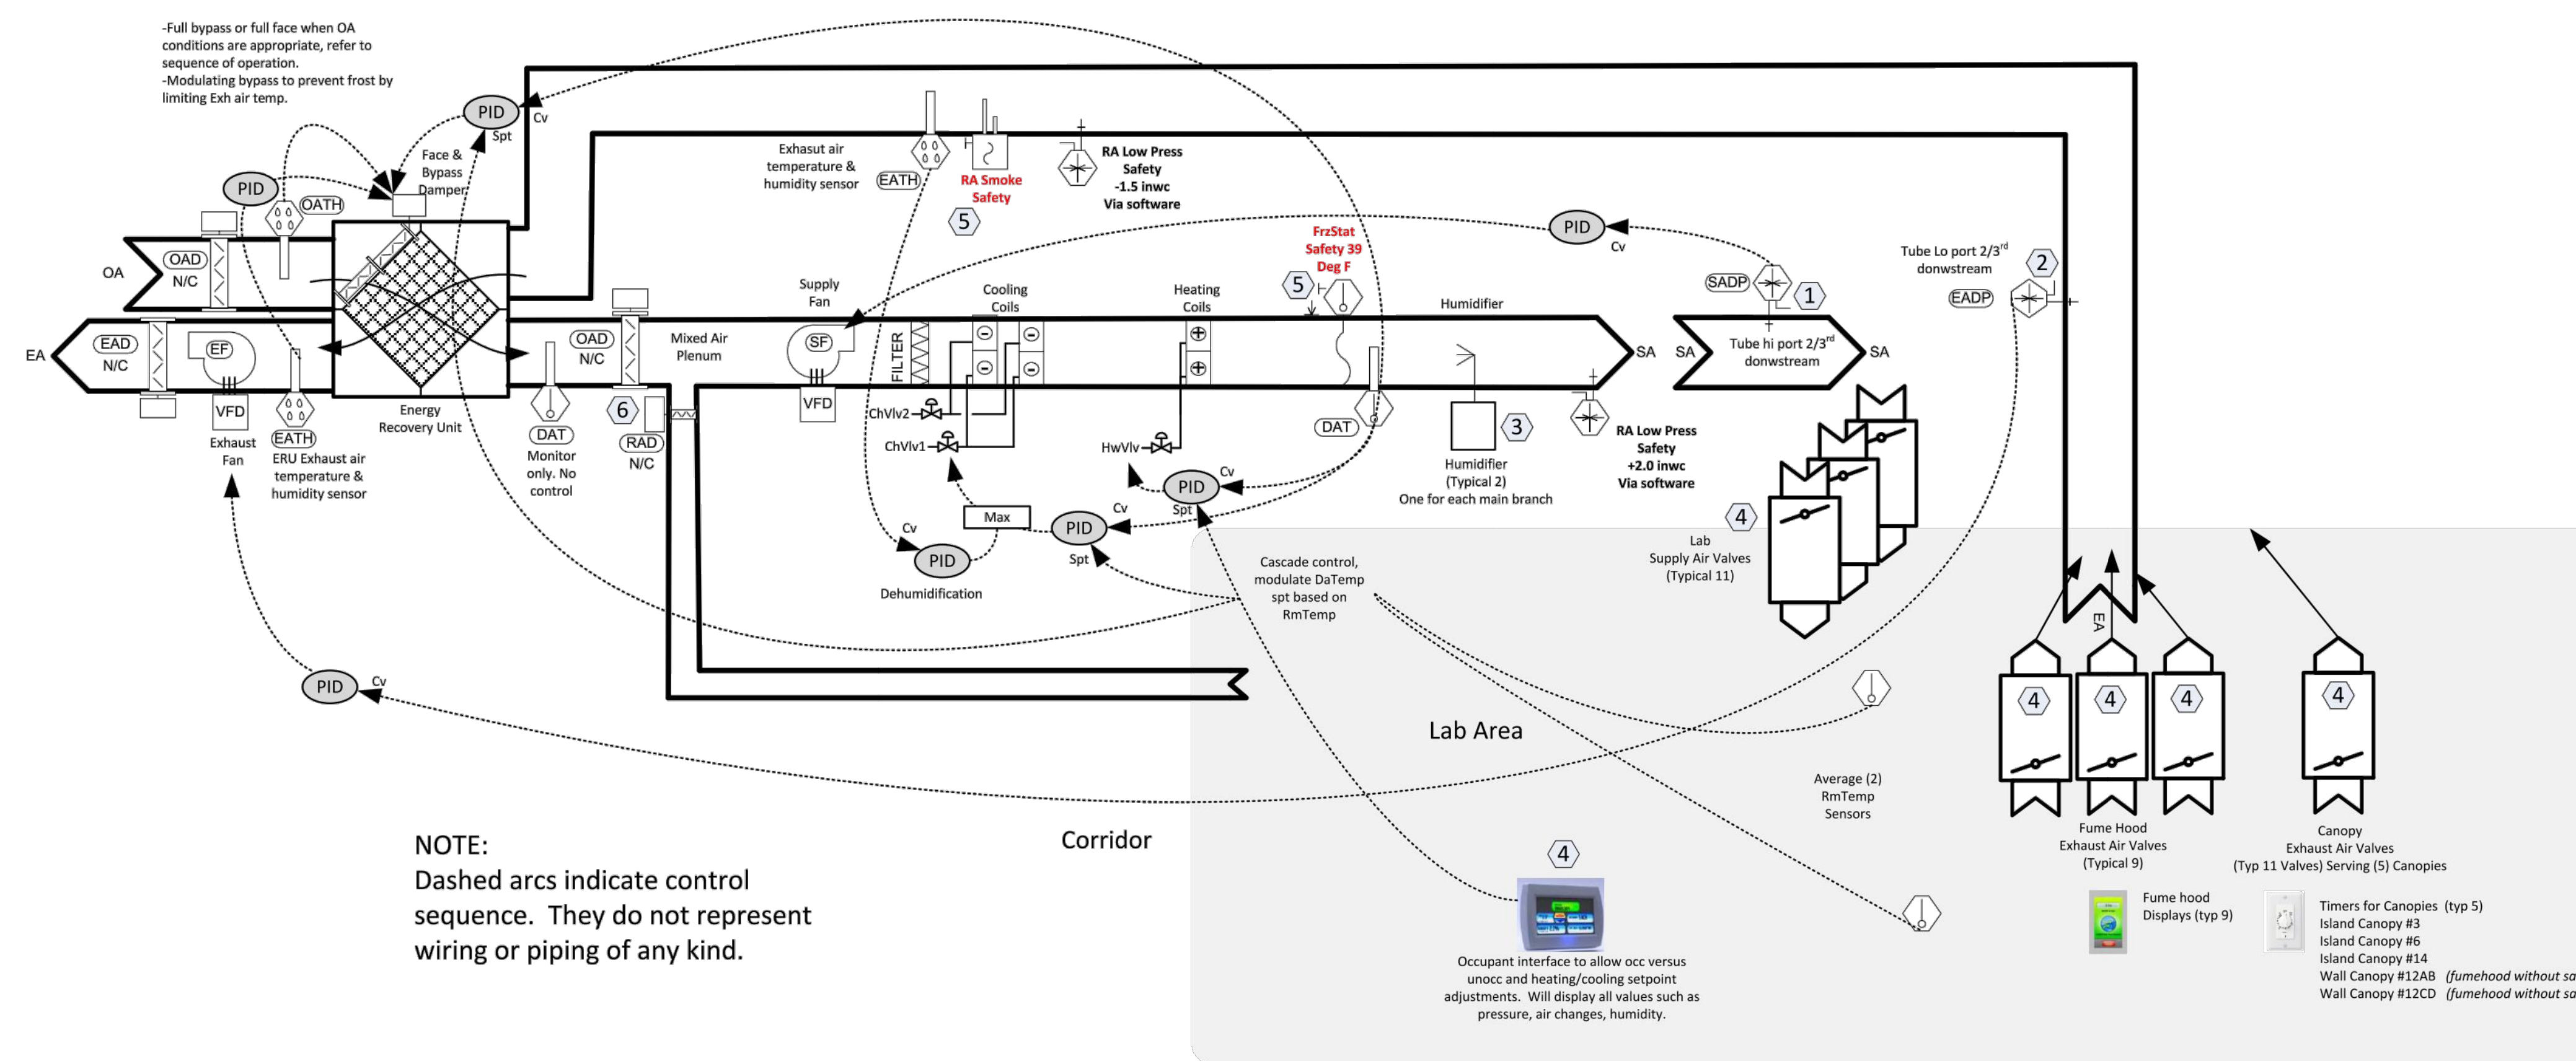 -Full bypass or full face when OA
conditions are appropriate, refer to
sequence of operation.
-Modulating bypass to prevent frost by
limiting Exh air temp.
PID
Cv
Spt
Face &
Bypass
Damper
PID
OATH
OAD
N/C
OA
EA
EAD
N/C
EF
VFD
Exhaust
Fan
EATH
ERU Exhaust air
temperature &
humidity sensor
Energy
Recovery Unit
Exhasut air
temperature &
humidity sensor
EATH
RA Smoke
Safety
5
RA Low Press
Safety
-1.5 inwc
Via software
DAT
Monitor
only. No
control
OAD
N/C
6
RAD
N/C
Mixed Air
Plenum
Supply
Fan
SF
VFD
FILTER
Cooling
Coils
ChVlv2
ChVlv1
Heating
Coils
HwVlv
FrzStat
Safety 39
Deg F
5
DAT
Humidifier
3
Humidifier
(Typical 2)
One for each main branch
RA Low Press
Safety
+2.0 inwc
Via software
SA
SA
Tube hi port 2/3rd
donwstream
SA
PID
Cv
SADP
1
Tube Lo port 2/3rd
donwstream
2
EADP
PID
Cv
Spt
Max
PID
Cv
Spt
Cv
PID
Dehumidification
Cascade control,
modulate DaTemp
spt based on
RmTemp
4
Lab
Supply Air Valves
(Typical 11)
EA
PID
Cv
Lab Area
Corridor
Average (2)
RmTemp
Sensors
4
4
4
4
Fume Hood
Exhaust Air Valves
(Typical 9)
Canopy
Exhaust Air Valves
(Typ 11 Valves) Serving (5) Canopies
Fume hood
Displays (typ 9)
Timers for Canopies (typ 5)
Island Canopy #3
Island Canopy #6
Island Canopy #14
Wall Canopy #12AB (fumehood without sa
Wall Canopy #12CD (fumehood without sa
4
Occupant interface to allow occ versus
unocc and heating/cooling setpoint
adjustments. Will display all values such as
pressure, air changes, humidity.
NOTE:
Dashed arcs indicate control
sequence. They do not represent
wiring or piping of any kind.